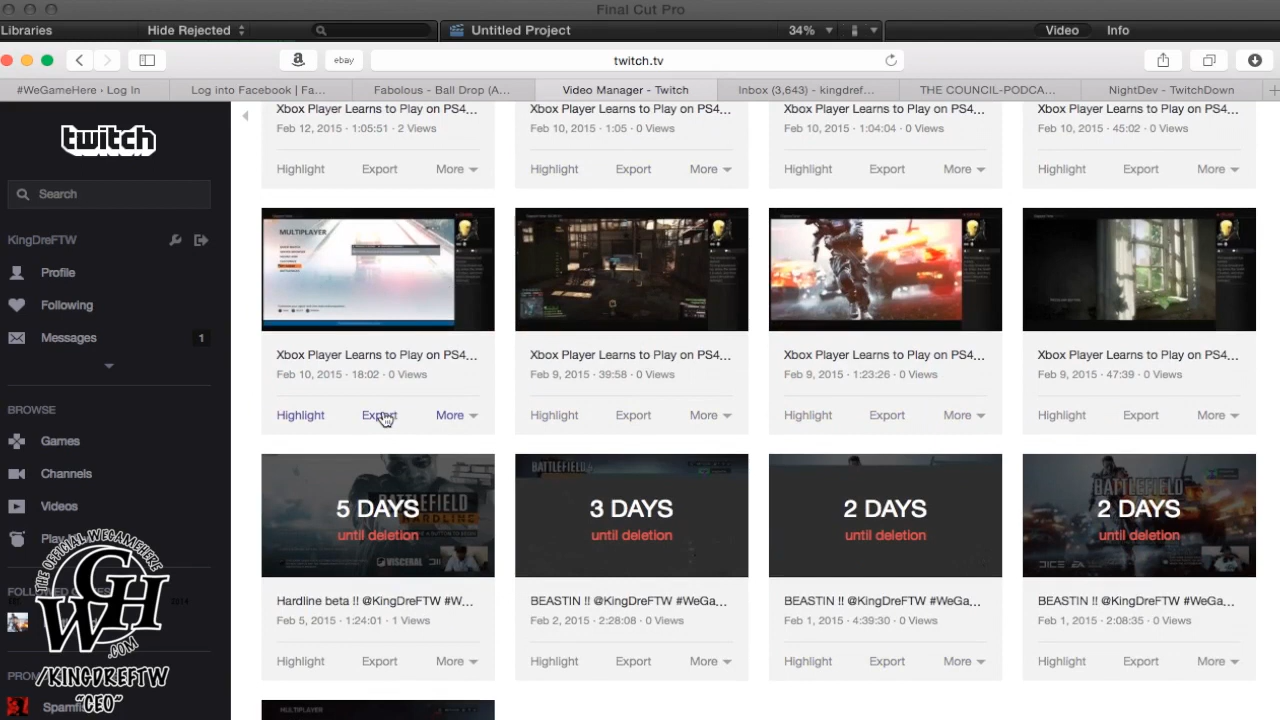 Final Cut Pro
Libraries Hide Rejected Untitled Project 34% Video Info
ebay twitch.tv
#WeGameHere › Log In Log into Facebook | Fa... Fabolous - Ball Drop (A... Video Manager - Twitch Inbox (3,643) - kingdref... THE COUNCIL-PODCA... NightDev - TwitchDown
twitch
Search
KingDreFTW
Profile
Following
Messages 1
BROWSE
Games
Channels
Videos
THE OFFICIAL WEGAMEHERE
WGH
.COM
/KINGDREFTW
"CEO"
Xbox Player Learns to Play on PS4... Xbox Player Learns to Play on PS4... Xbox Player Learns to Play on PS4... Xbox Player Learns to Play on PS4...
Feb 12, 2015 · 1:05:51 · 2 Views Feb 10, 2015 · 1:05 · 0 Views Feb 10, 2015 · 1:04:04 · 0 Views Feb 10, 2015 · 45:02 · 0 Views
Highlight Export More Highlight Export More Highlight Export More Highlight Export More
MULTIPLAYER
Xbox Player Learns to Play on PS4... Xbox Player Learns to Play on PS4... Xbox Player Learns to Play on PS4... Xbox Player Learns to Play on PS4...
Feb 10, 2015 · 18:02 · 0 Views Feb 9, 2015 · 39:58 · 0 Views Feb 9, 2015 · 1:23:26 · 0 Views Feb 9, 2015 · 47:39 · 0 Views
Highlight Export More Highlight Export More Highlight Export More Highlight Export More
BATTLEFIELD HARDLINE BATTLEFIELD BATTLEFIELD
5 DAYS 3 DAYS 2 DAYS 2 DAYS
until deletion until deletion until deletion until deletion
VISCERAL DICE EA
Hardline beta !! @KingDreFTW #W... BEASTIN !! @KingDreFTW #WeGa... BEASTIN !! @KingDreFTW #WeGa... BEASTIN !! @KingDreFTW #WeGa...
Feb 5, 2015 · 1:24:01 · 1 Views Feb 2, 2015 · 2:28:08 · 0 Views Feb 1, 2015 · 4:39:30 · 0 Views Feb 1, 2015 · 2:08:35 · 0 Views
Highlight Export More Highlight Export More Highlight Export More Highlight Export More
MULTIPLAYER